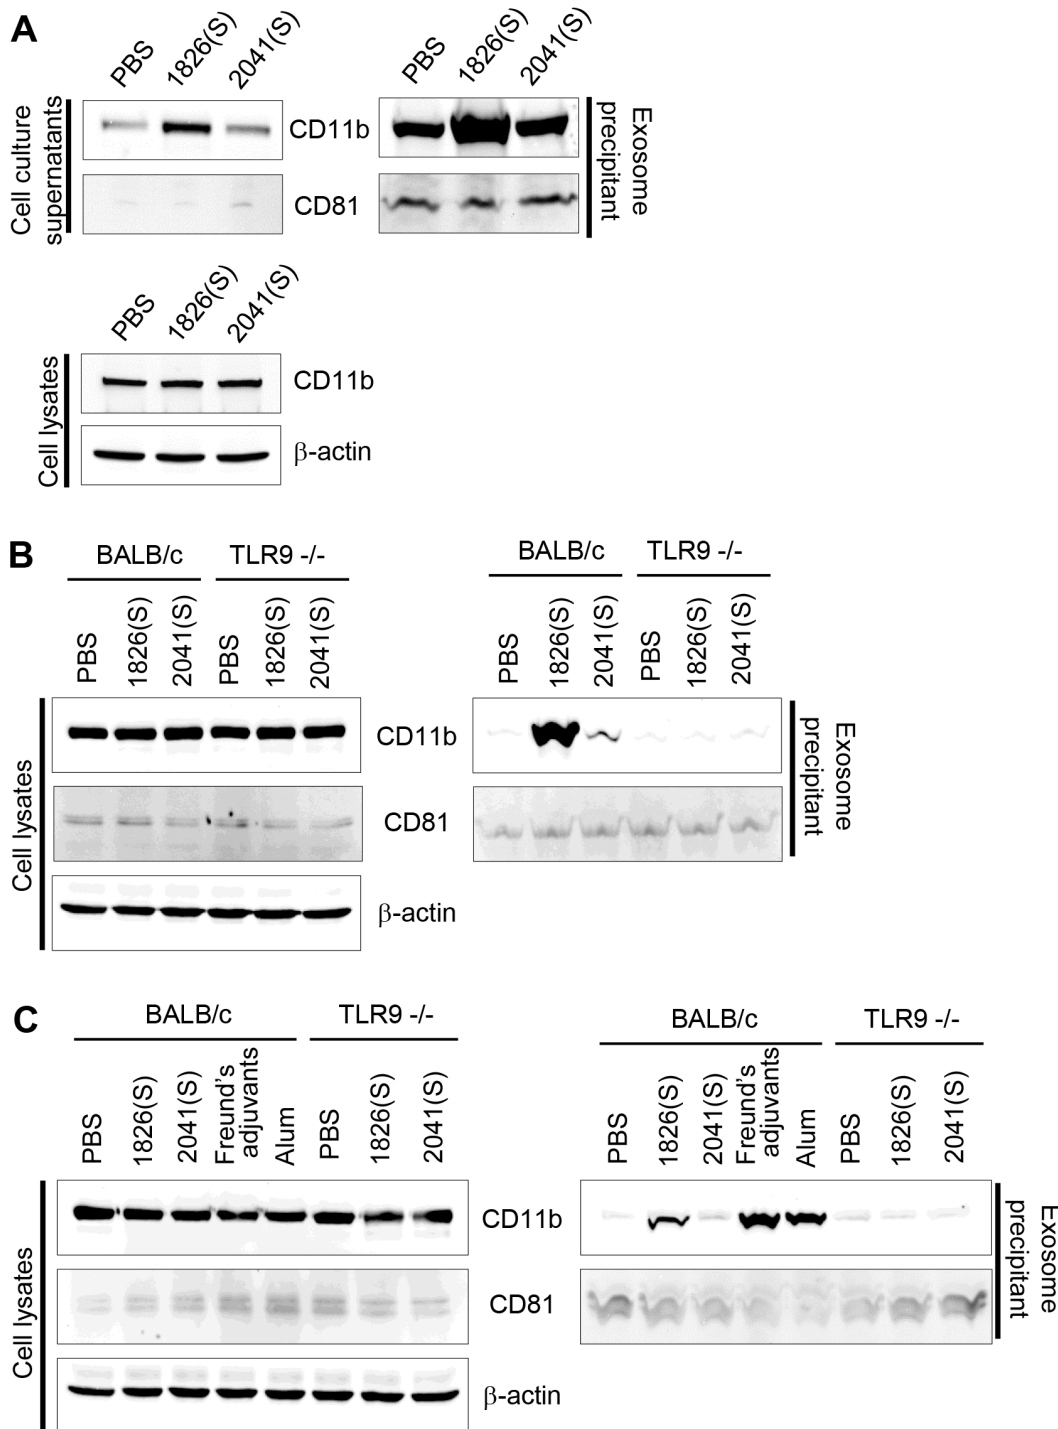 A
PBS 1826(S) 2041(S)
PBS 1826(S) 2041(S)
Cell culture
supernatants
CD11b
CD81
Exosome
precipitant
PBS 1826(S) 2041(S)
Cell lysates
CD11b
β-actin
B
BALB/c TLR9 -/-
BALB/c TLR9 -/-
PBS 1826(S) 2041(S) PBS 1826(S) 2041(S)
PBS 1826(S) 2041(S) PBS 1826(S) 2041(S)
Cell lysates
CD11b
CD81
β-actin
Exosome
precipitant
C
BALB/c TLR9 -/-
BALB/c TLR9 -/-
PBS 1826(S) 2041(S) Freund's
adjuvants Alum PBS 1826(S) 2041(S)
PBS 1826(S) 2041(S) Freund's
adjuvants Alum PBS 1826(S) 2041(S)
Cell lysates
CD11b
CD81
β-actin
Exosome
precipitant